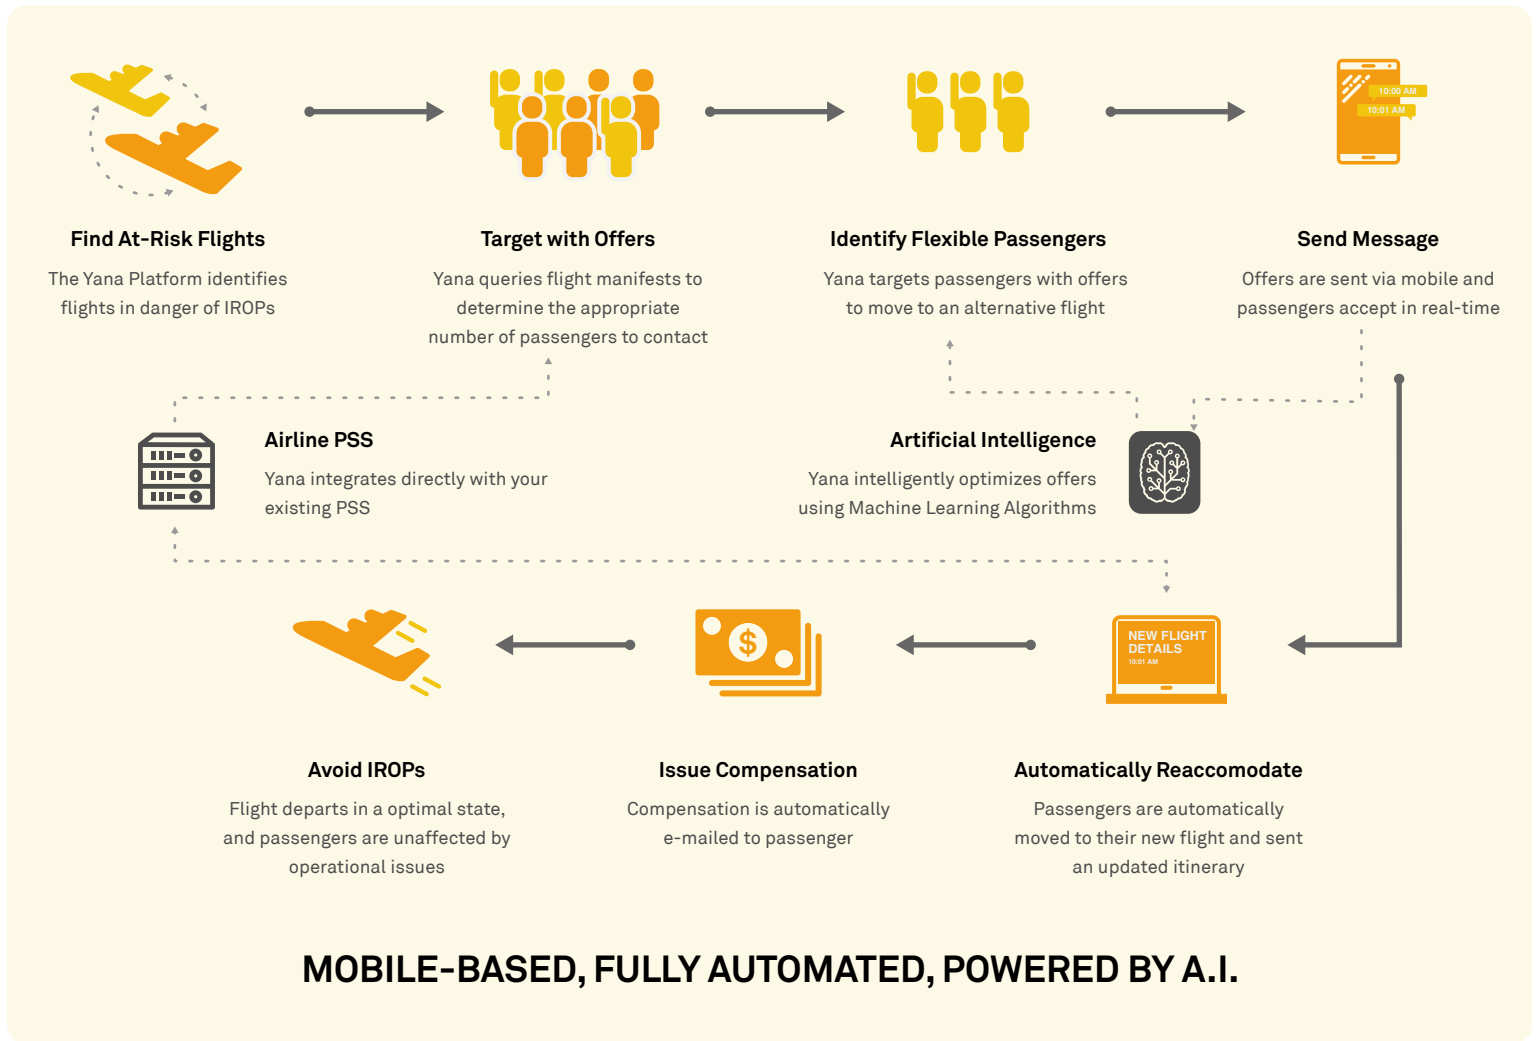 10:00 AM
10:01 AM
Find At-Risk Flights
The Yana Platform identifies
flights in danger of IROPs
Target with Offers
Yana queries flight manifests to
determine the appropriate
number of passengers to contact
Identify Flexible Passengers
Yana targets passengers with offers
to move to an alternative flight
Send Message
Offers are sent via mobile and
passengers accept in real-time
Airline PSS
Yana integrates directly with your
existing PSS
Artificial Intelligence
Yana intelligently optimizes offers
using Machine Learning Algorithms
$
NEW FLIGHT
DETAILS
10:01 AM
Avoid IROPs
Flight departs in a optimal state,
and passengers are unaffected by
operational issues
Issue Compensation
Compensation is automatically
e-mailed to passenger
Automatically Reaccomodate
Passengers are automatically
moved to their new flight and sent
an updated itinerary
MOBILE-BASED, FULLY AUTOMATED, POWERED BY A.I.